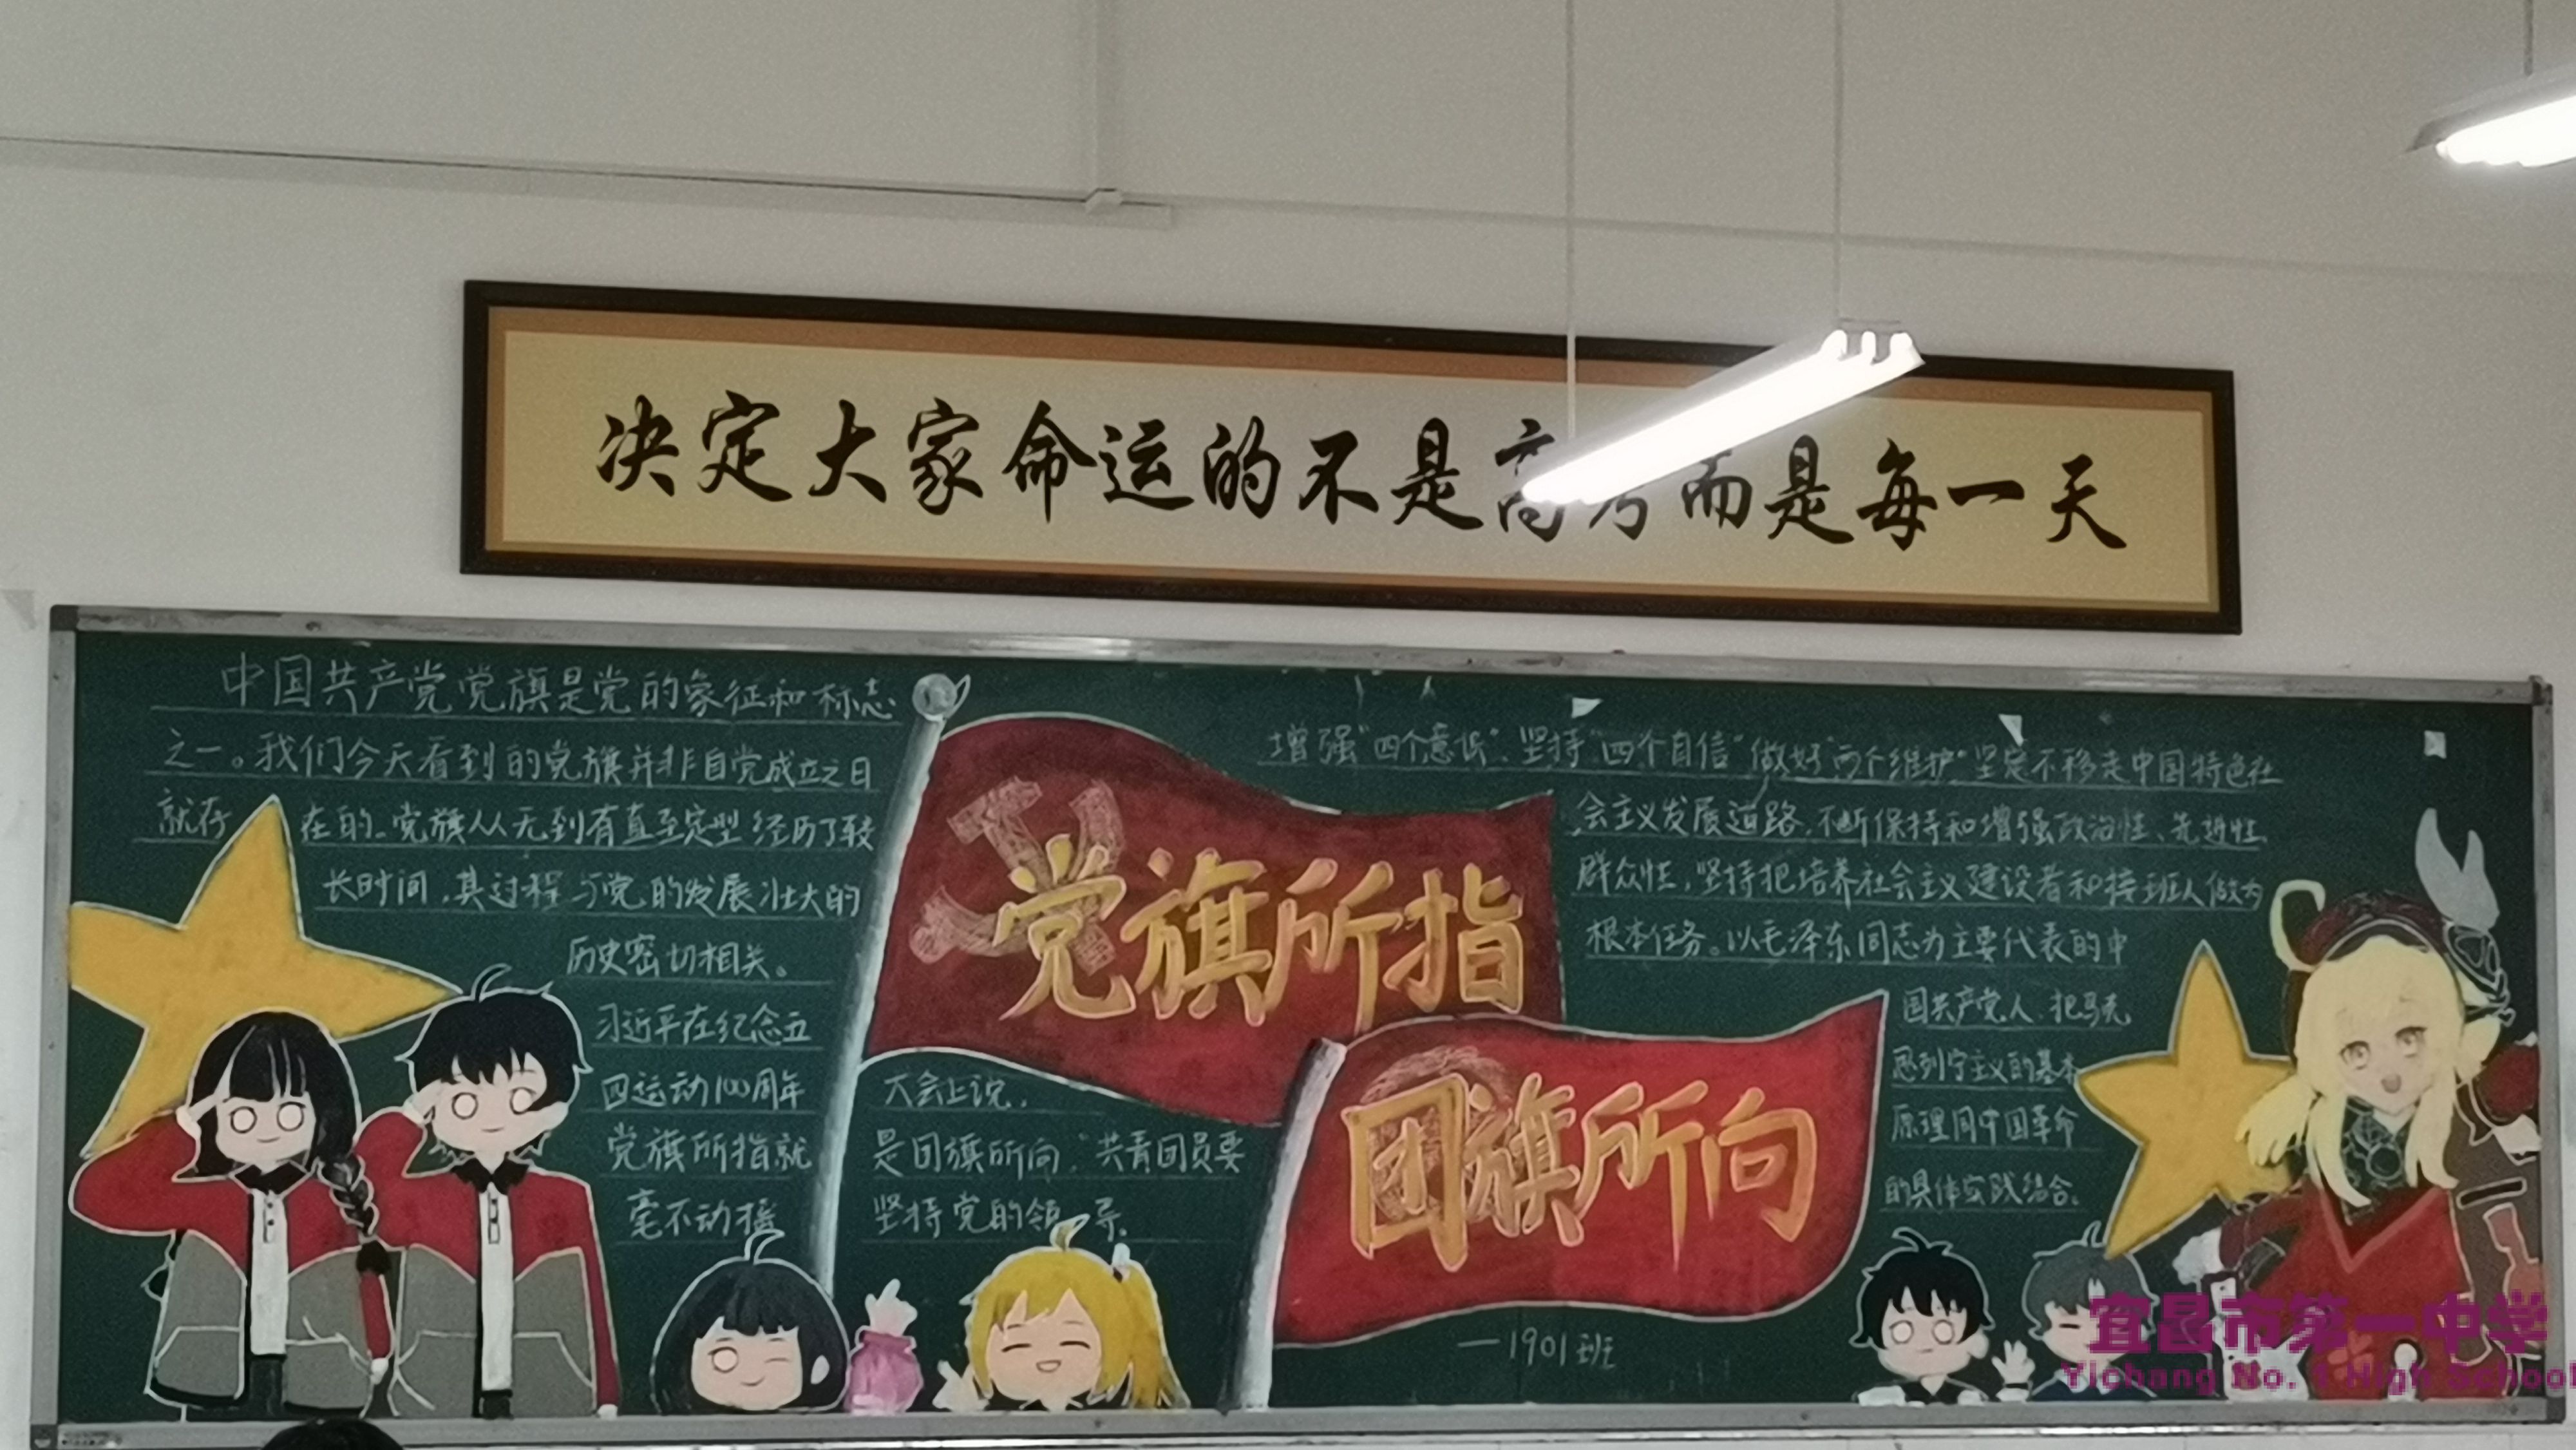 决定大家命运的不是高考而是每一天
中国共产党党旗是党的象征和标志
之一。我们今天看到的党旗并非自党成立之日
就存在的。党旗从无到有直至定型经历了较
长时间，其过程与党的发展壮大的
历史密切相关。
习近平在纪念五
四运动100周年
党旗所指就
毫不动摇
大会上说，
是团旗所向，共青团员要
坚持党的领导。
党旗所指
团旗所向
增强“四个意识”、坚持“四个自信”做好“两个维护”坚定不移走中国特色社
会主义发展道路，不断保持和增强政治性、先进性、
群众性，坚持把培养社会主义建设者和接班人做为
根本任务。以毛泽东同志为主要代表的中
国共产党人，把马克
思列宁主义的基本
原理同中国革命
的具体实践结合。
—1901班
宜昌市第一中学
Yichang No. 1 High School